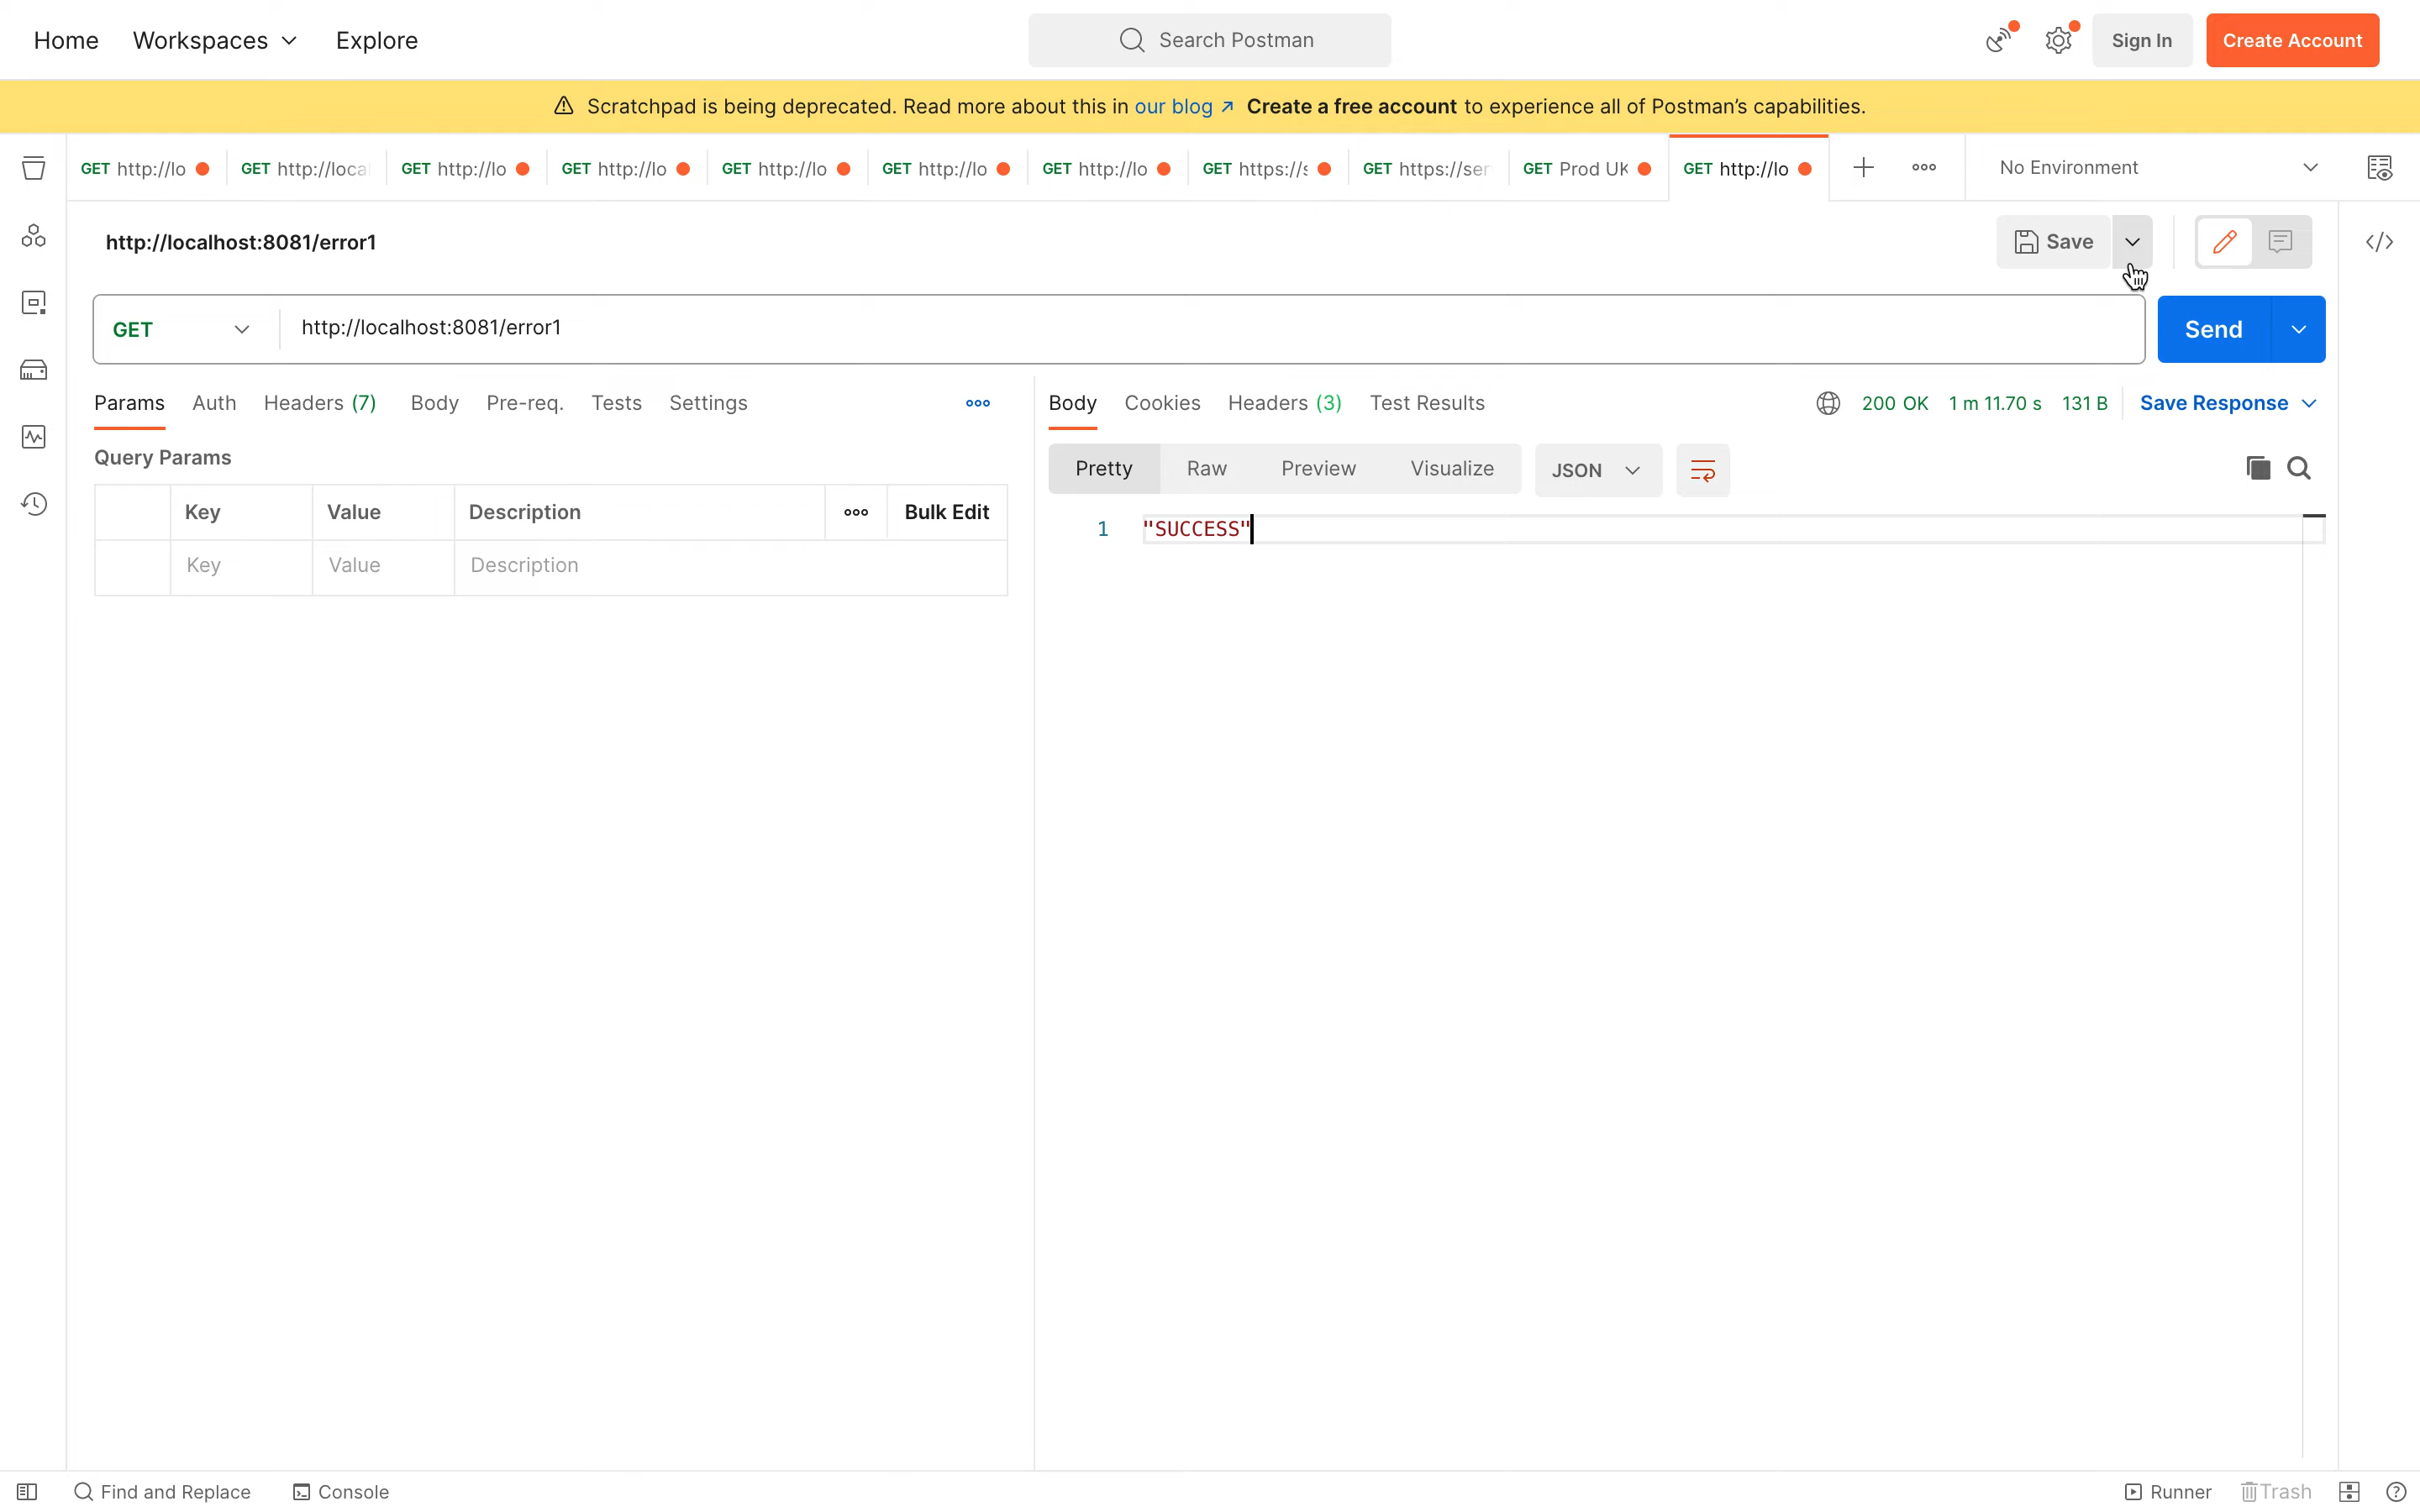 Home Workspaces Explore Search Postman Sign In Create Account
Scratchpad is being deprecated. Read more about this in our blog ↗ Create a free account to experience all of Postman's capabilities.
GET http://lo GET http://loca GET http://lo GET http://lo GET http://lo GET http://lo GET http://lo GET https://s GET https://ser GET Prod UK GET http://lo No Environment
http://localhost:8081/error1 Save
GET http://localhost:8081/error1 Send
Params Auth Headers (7) Body Pre-req. Tests Settings
Body Cookies Headers (3) Test Results 200 OK 1 m 11.70 s 131 B Save Response
Query Params
Pretty Raw Preview Visualize JSON
Key Value Description Bulk Edit
Key Value Description
1 "SUCCESS"
Find and Replace Console Runner Trash